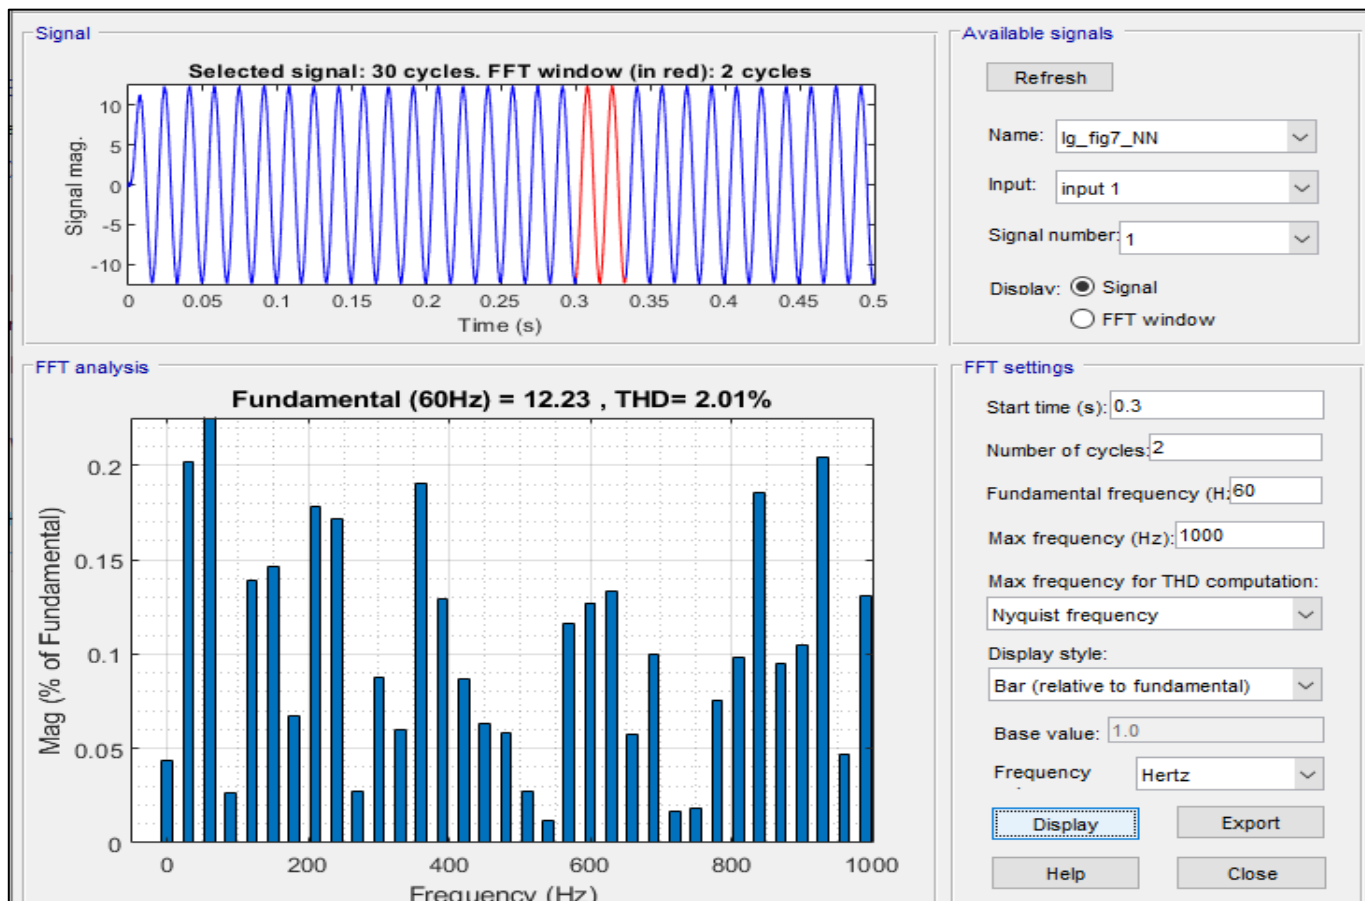 Signal
Selected signal: 30 cycles. FFT window (in red): 2 cycles
Signal mag.
10
5
0
-5
-10
0 0.05 0.1 0.15 0.2 0.25 0.3 0.35 0.4 0.45 0.5
Time (s)
Available signals
Refresh
Name: Ig_fig7_NN
Input: input 1
Signal number: 1
Display: Signal
FFT window
FFT analysis
Fundamental (60Hz) = 12.23 , THD= 2.01%
Mag (% of Fundamental)
0.2
0.15
0.1
0.05
0
0 200 400 600 800 1000
Frequency (Hz)
FFT settings
Start time (s): 0.3
Number of cycles: 2
Fundamental frequency (H: 60
Max frequency (Hz): 1000
Max frequency for THD computation:
Nyquist frequency
Display style:
Bar (relative to fundamental)
Base value: 1.0
Frequency Hertz
Display Export
Help Close